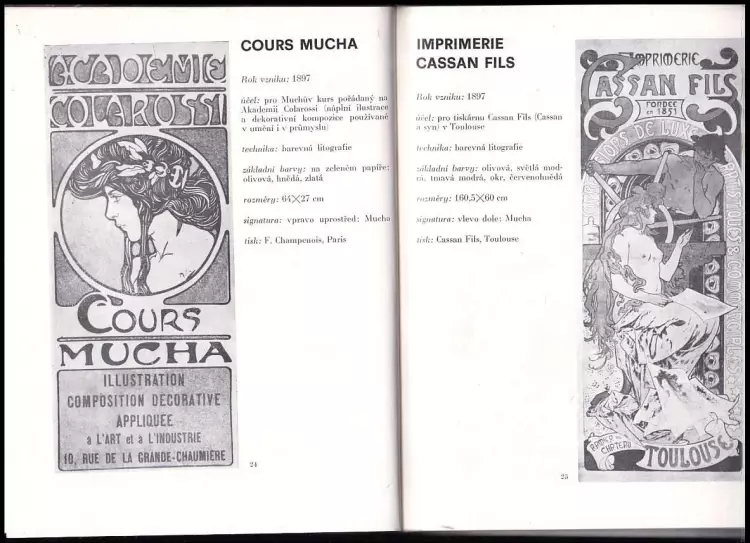 ACADEMIE
COLAROSSI
COURS
MUCHA
ILLUSTRATION
COMPOSITION DECORATIVE
APPLIQUEE
A L'ART et A L'INDUSTRIE
10, RUE DE LA GRANDE-CHAUMIÈRE
COURS MUCHA
Rok vzniku: 1897
účel: pro Muchův kurs pořádaný na
Akademii Colarossi (náplní ilustrace
a dekorativní kompozice používané
v umění i v průmyslu)
technika: barevná litografie
základní barvy: na zeleném papíře:
olivová, hnědá, zlatá
rozměry: 64×27 cm
signatura: vpravo uprostřed: Mucha
tisk: F. Champenois, Paris
24
IMPRIMERIE
CASSAN FILS
Rok vzniku: 1897
účel: pro tiskárnu Cassan Fils (Cassan
a syn) v Toulouse
technika: barevná litografie
základní barvy: olivová, světlá mod-
rá, tmavá modrá, okr, červenohnědá
rozměry: 160,5×60 cm
signatura: vlevo dole: Mucha
tisk: Cassan Fils, Toulouse
25
IMPRIMERIE
CASSAN FILS
FONDÉE
en 1851
HORS DE LUXE
TOULOUSE